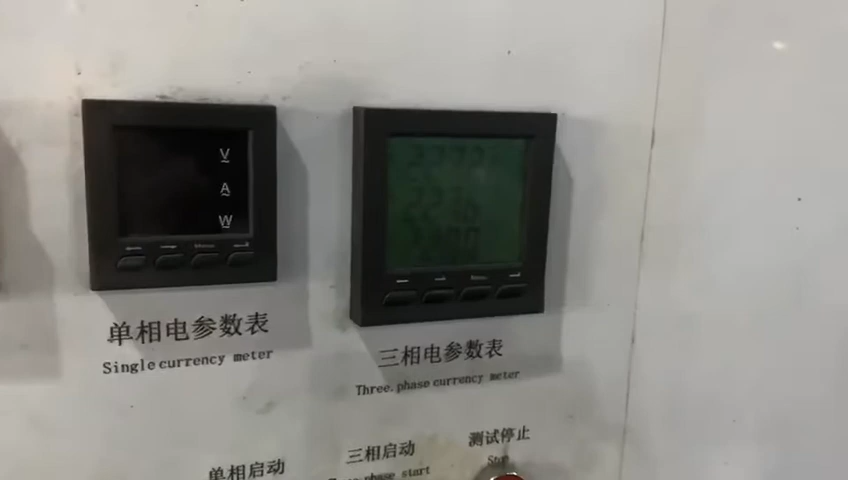 V
A
W
单相电参数表
Single currency meter
三相电参数表
Three.phase currency meter
单相启动
三相启动
phase start
测试停止
Stop